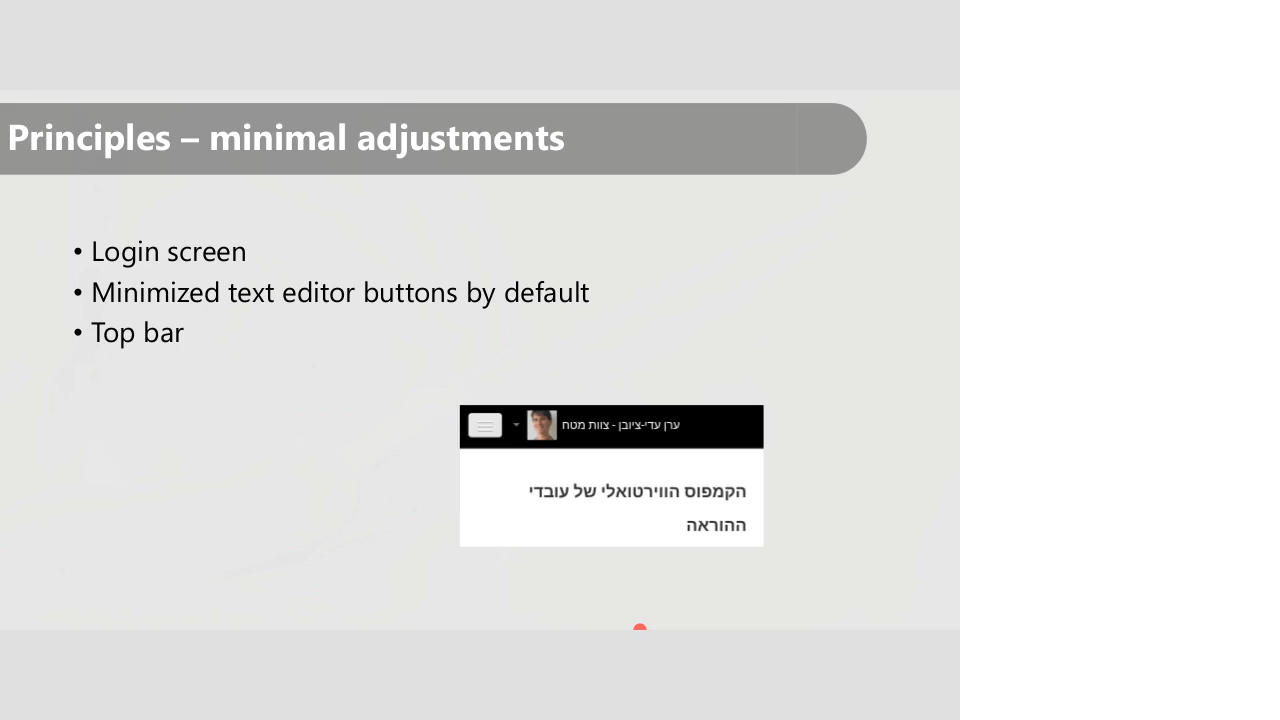 Principles – minimal adjustments
• Login screen
• Minimized text editor buttons by default
• Top bar
ערן עדי-ציובן - צוות מטח
הקמפוס הווירטואלי של עובדי
ההוראה